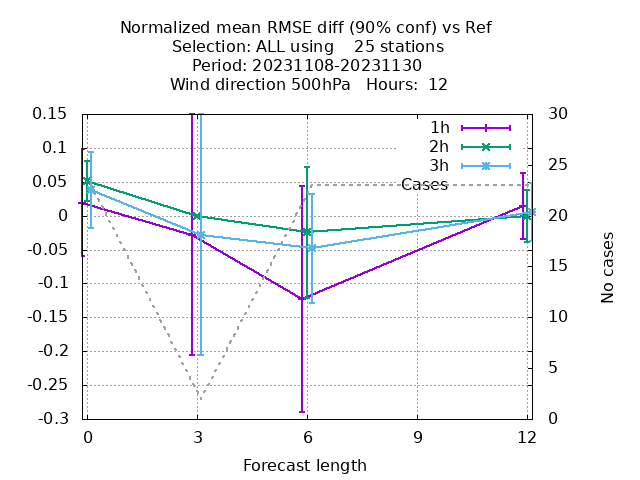 Normalized mean RMSE diff (90% conf) vs Ref
Selection: ALL using    25 stations
Period: 20231108-20231130
Wind direction 500hPa   Hours:  12
0.15
0.1
0.05
0
-0.05
-0.1
-0.15
-0.2
-0.25
-0.3
30
25
20
15
10
5
0
1h
2h
3h
Cases
No cases
0
3
6
9
12
Forecast length